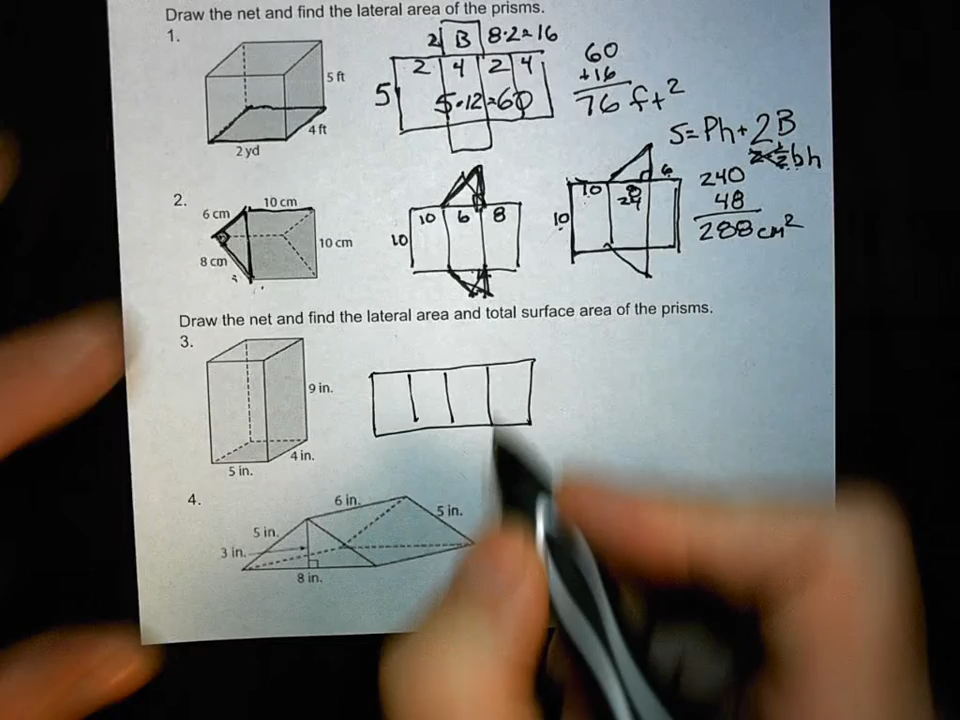 Draw the net and find the lateral area of the prisms.
1.
5 ft
4 ft
2 yd
2 B 8·2=16
2 4 2 4
5
5·12=60
60
+16
76 ft²
S=Ph+2B
bh
2.
6 cm
10 cm
10 cm
8 cm
10 6 8
10
10 8 6
24
10
240
48
288 cm²
Draw the net and find the lateral area and total surface area of the prisms.
3.
9 in.
4 in.
5 in.
4.
6 in.
5 in.
5 in.
3 in.
8 in.